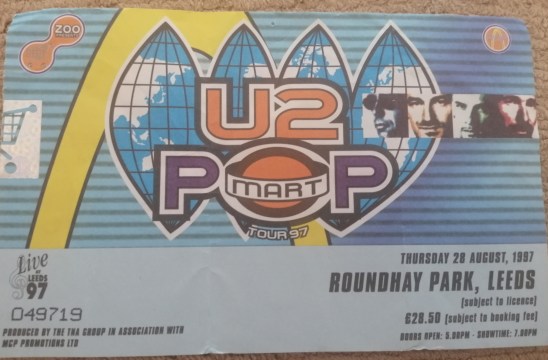 ZOO
U2
POP
MART
TOUR 97
Live
at
LEEDS
97
049719
THURSDAY 28 AUGUST, 1997
ROUNDHAY PARK, LEEDS
(subject to licence)
£28.50 (subject to booking fee)
DOORS OPEN: 5.00PM - SHOWTIME: 7.00PM
PRODUCED BY THE TNA GROUP IN ASSOCIATION WITH
MCP PROMOTIONS LTD